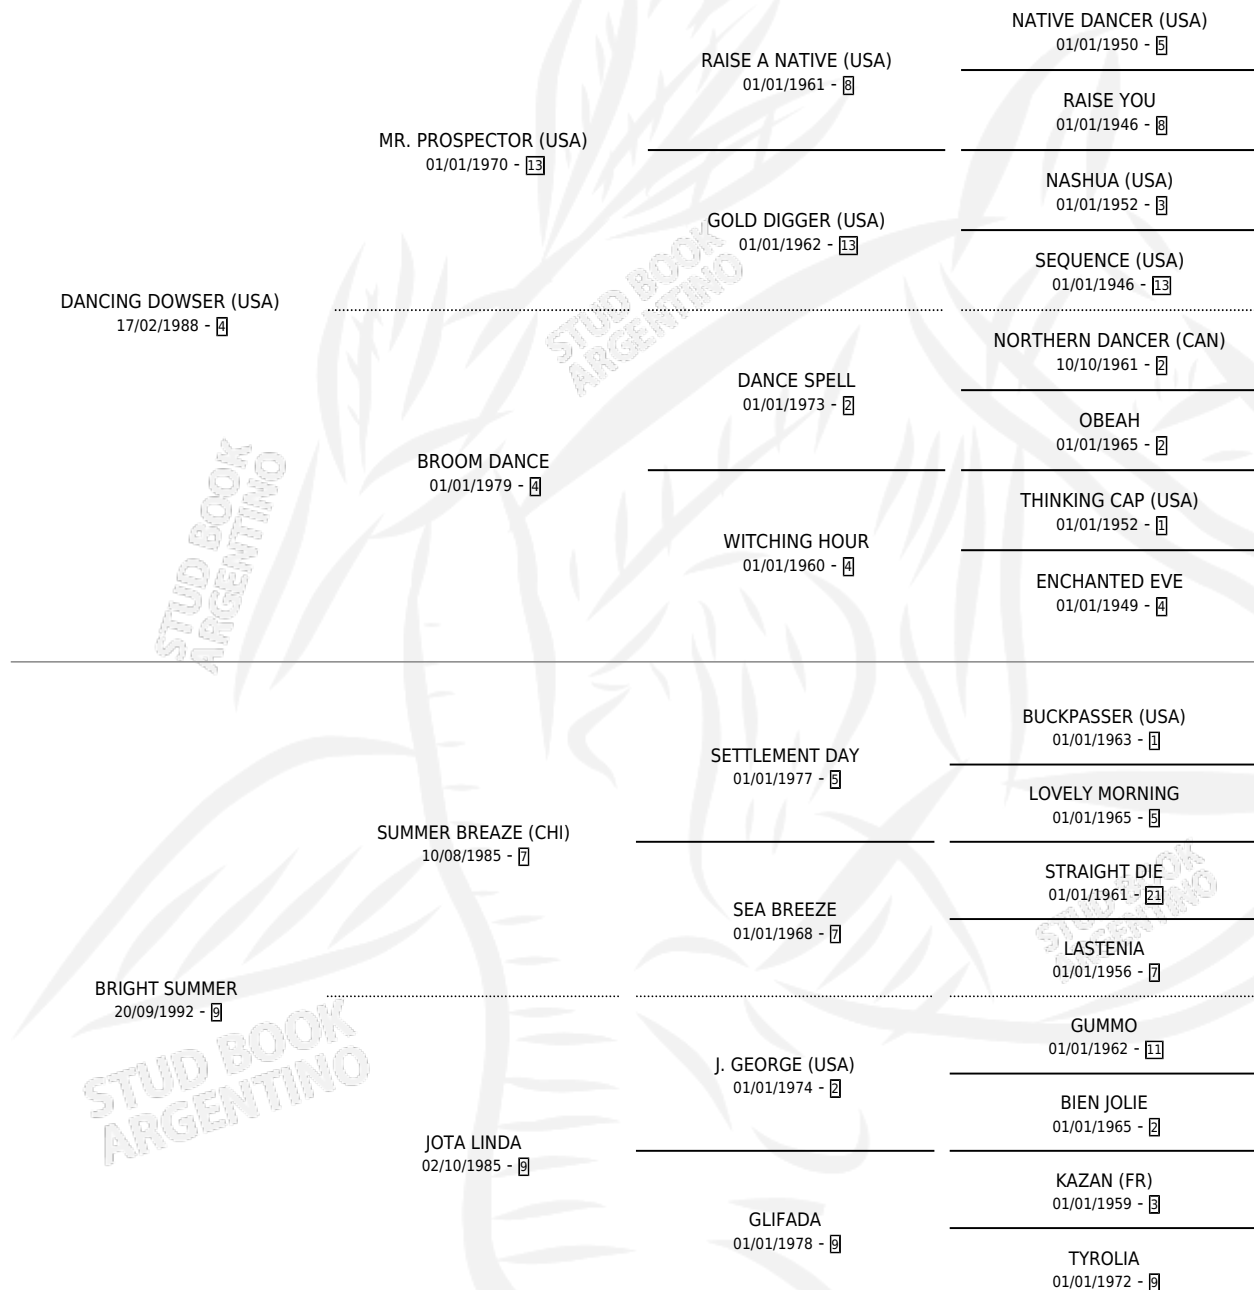 NATIVE DANCER (USA)
01/01/1950 - 5
RAISE A NATIVE (USA)
01/01/1961 - 8
RAISE YOU
01/01/1946 - 8
MR. PROSPECTOR (USA)
01/01/1970 - 13
NASHUA (USA)
01/01/1952 - 3
GOLD DIGGER (USA)
01/01/1962 - 13
SEQUENCE (USA)
01/01/1946 - 13
DANCING DOWSER (USA)
17/02/1988 - 4
NORTHERN DANCER (CAN)
10/10/1961 - 2
DANCE SPELL
01/01/1973 - 2
OBEAH
01/01/1965 - 2
BROOM DANCE
01/01/1979 - 4
THINKING CAP (USA)
01/01/1952 - 1
WITCHING HOUR
01/01/1960 - 4
ENCHANTED EVE
01/01/1949 - 4
BUCKPASSER (USA)
01/01/1963 - 1
SETTLEMENT DAY
01/01/1977 - 5
LOVELY MORNING
01/01/1965 - 5
SUMMER BREAZE (CHI)
10/08/1985 - 7
STRAIGHT DIE
01/01/1961 - 21
SEA BREEZE
01/01/1968 - 7
LASTENIA
01/01/1956 - 7
BRIGHT SUMMER
20/09/1992 - 9
GUMMO
01/01/1962 - 11
J. GEORGE (USA)
01/01/1974 - 2
BIEN JOLIE
01/01/1965 - 2
JOTA LINDA
02/10/1985 - 9
KAZAN (FR)
01/01/1959 - 3
GLIFADA
01/01/1978 - 9
TYROLIA
01/01/1972 - 9
STUD BOOK
ARGENTINO
STUD BOOK
ARGENTINO
STUD BOOK
ARGENTINO
STUD BOOK
ARGENTINO